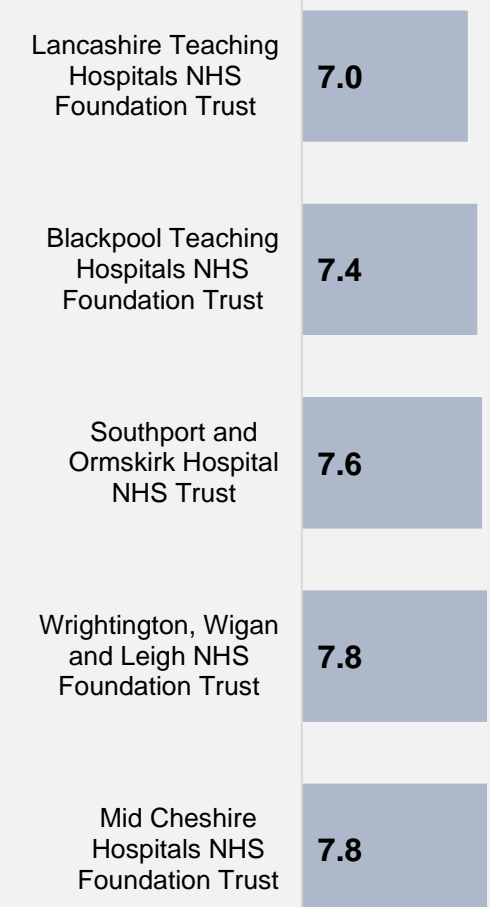 Lancashire Teaching
Hospitals NHS
Foundation Trust
7.0
Blackpool Teaching
Hospitals NHS
Foundation Trust
7.4
Southport and
Ormskirk Hospital
NHS Trust
7.6
Wrightington, Wigan
and Leigh NHS
Foundation Trust
7.8
Mid Cheshire
Hospitals NHS
Foundation Trust
7.8